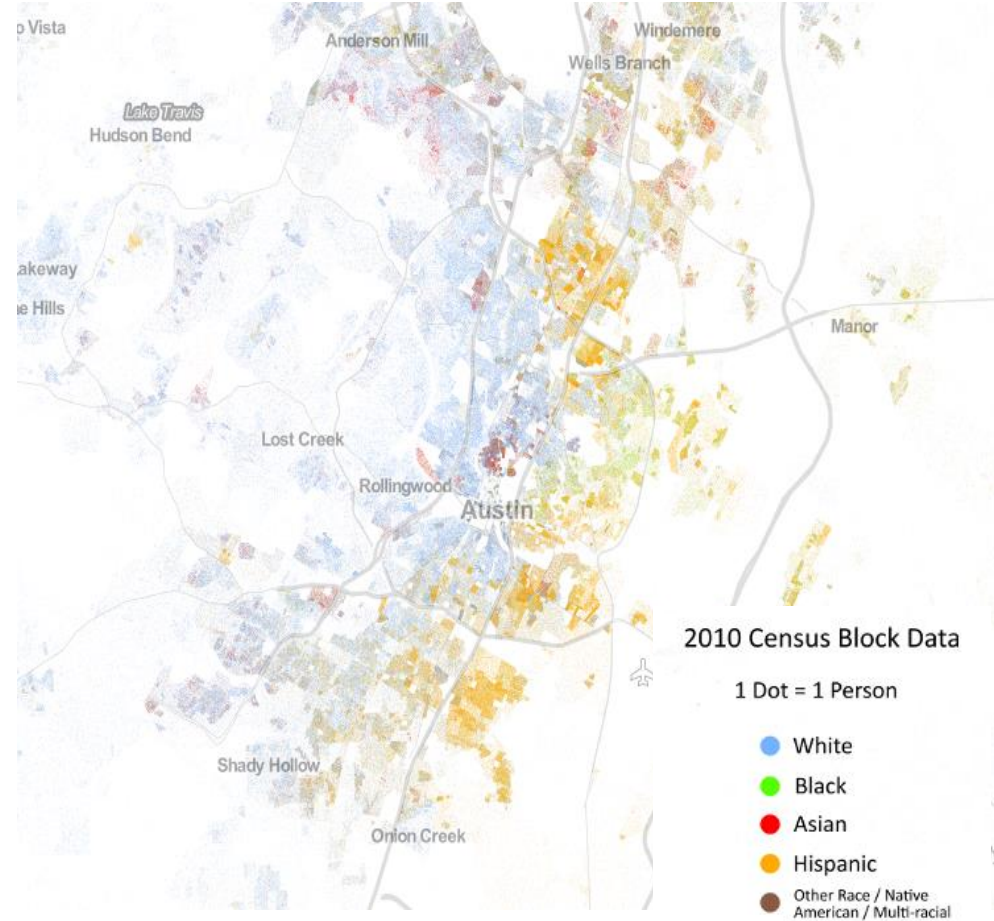 o Vista
Windemere
Anderson Mill
Wells Branch
Lake Travis
Hudson Bend
akeway
e Hills
Manor
Lost Creek
Rollingwood
Austin
2010 Census Block Data
1 Dot = 1 Person
White
Shady Hollow
Black
Asian
Onion Creek
Hispanic
Other Race / Native
American / Multi-racial